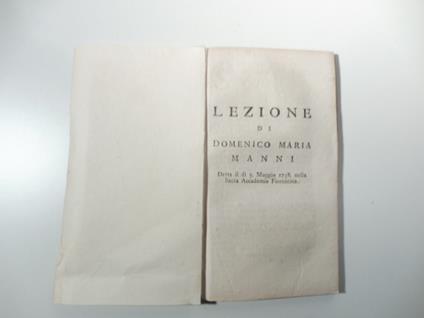 LEZIONE
DI
DOMENICO MARIA
MANNI
Detta il dì 5. Maggio 1738. nella
Sacra Accademia Fiorentina.